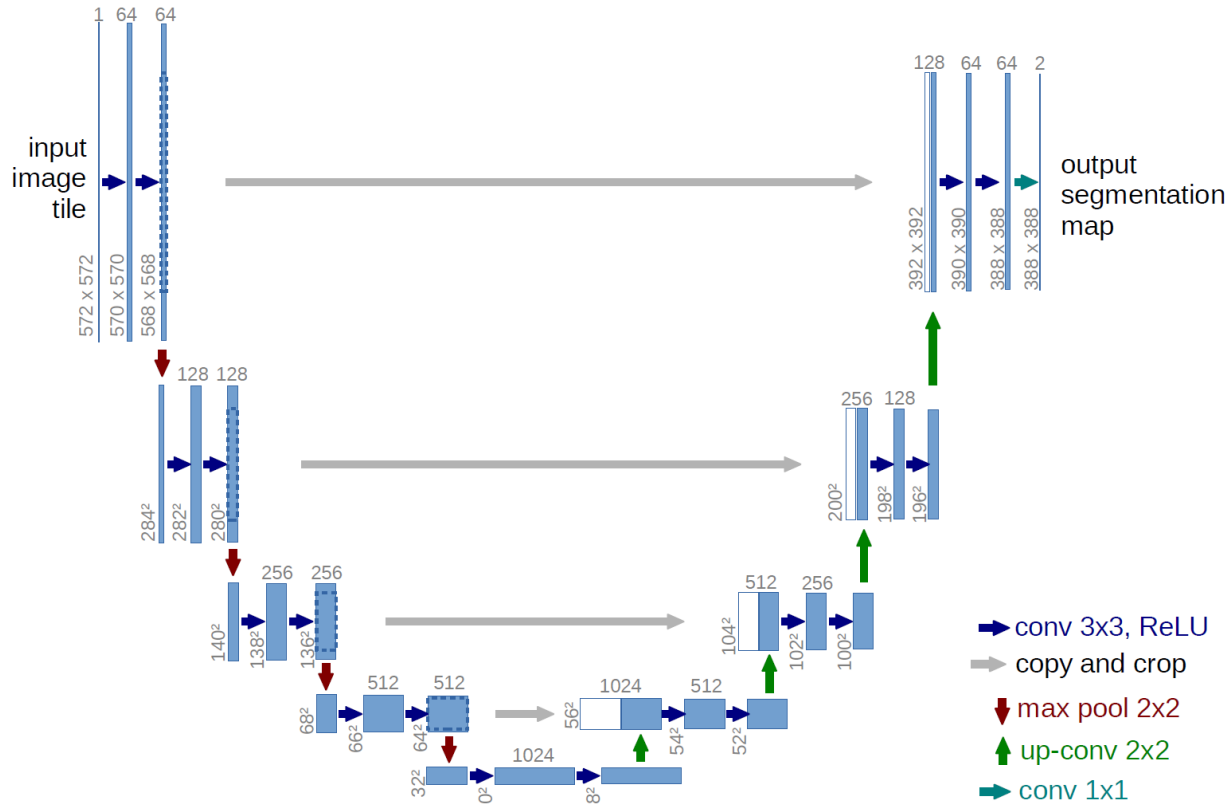 1 64 64
input
image
tile
572 x 572
570 x 570
568 x 568
128 64 64 2
output
segmentation
map
392 x 392
390 x 390
388 x 388
388 x 388
128 128
284²
282²
280²
256 128
200²
198²
196²
256 256
140²
138²
136²
512 256
104²
102²
100²
512 512
68²
66²
64²
1024 512
56²
54²
52²
1024
32²
0²
8²
conv 3x3, ReLU
copy and crop
max pool 2x2
up-conv 2x2
conv 1x1